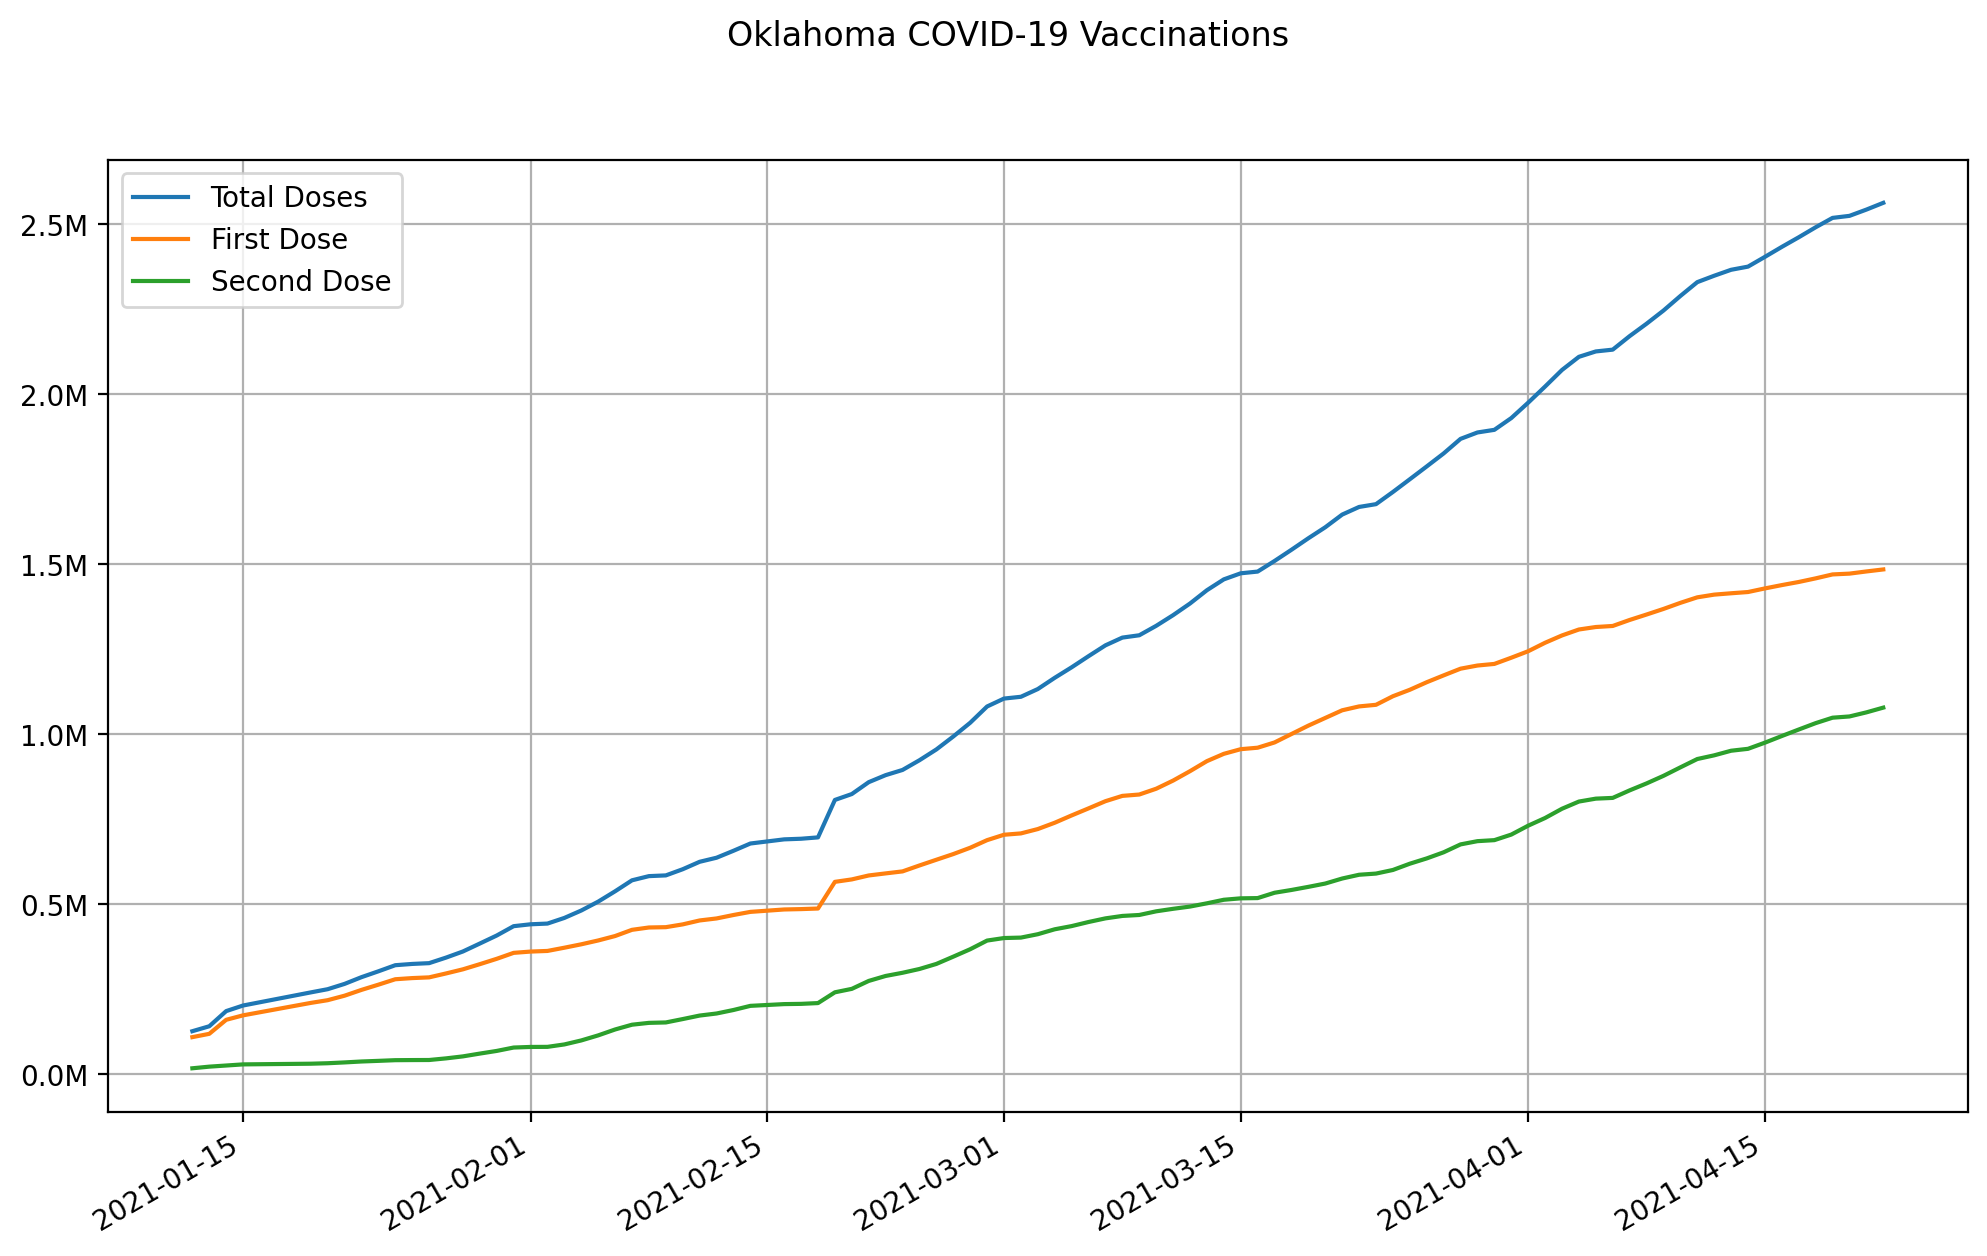 Oklahoma COVID-19 Vaccinations
Total Doses
First Dose
Second Dose
2.5M
2.0M
1.5M
1.0M
0.5M
0.0M
2021-01-15
2021-02-01
2021-02-15
2021-03-01
2021-03-15
2021-04-01
2021-04-15